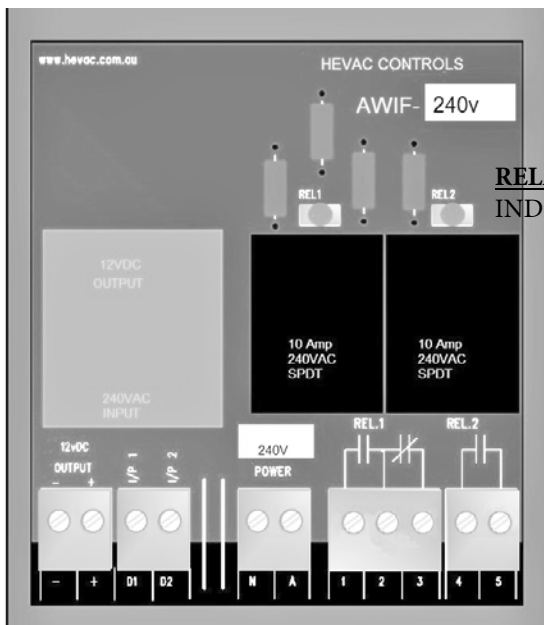 www.hevac.com.au
HEVAC CONTROLS
AWIF- 240v
REL1
REL2
REL
IND
12VDC
OUTPUT
240VAC
INPUT
10 Amp
240VAC
SPDT
10 Amp
240VAC
SPDT
12vDC
OUTPUT
- +
I/P 1
I/P 2
240V
POWER
REL.1
REL.2
- + D1 D2 N A 1 2 3 4 5